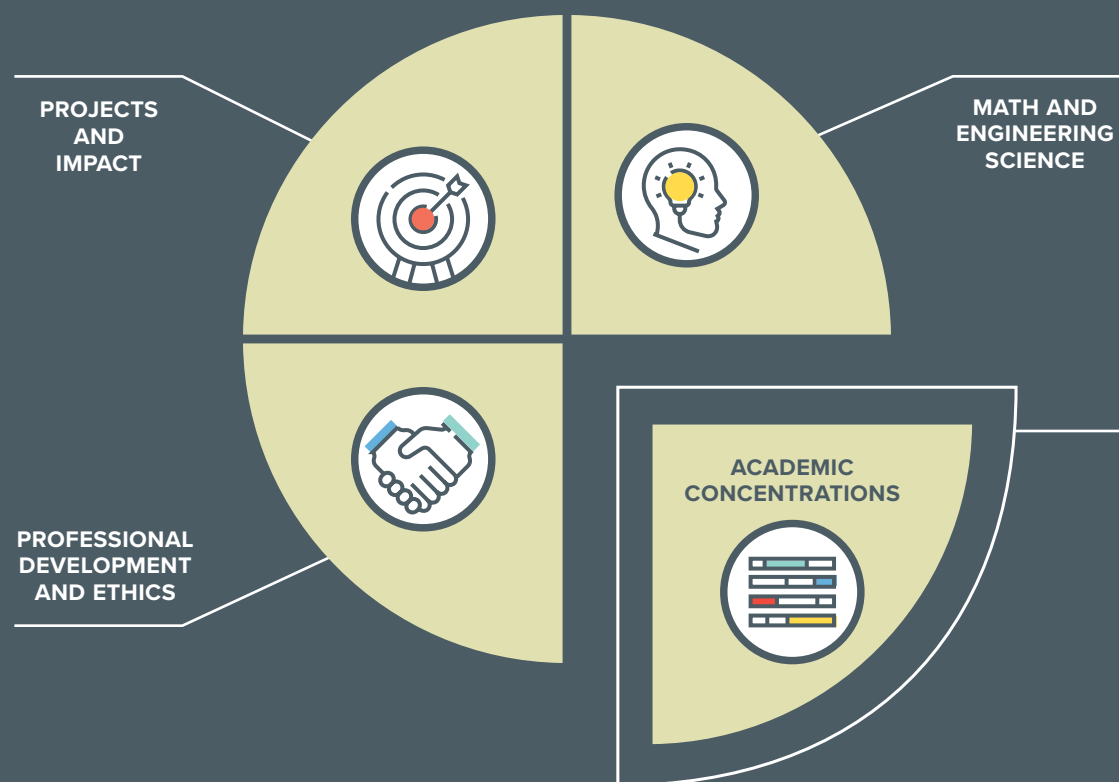 PROJECTS
AND
IMPACT
MATH AND
ENGINEERING
SCIENCE
PROFESSIONAL
DEVELOPMENT
AND ETHICS
ACADEMIC
CONCENTRATIONS